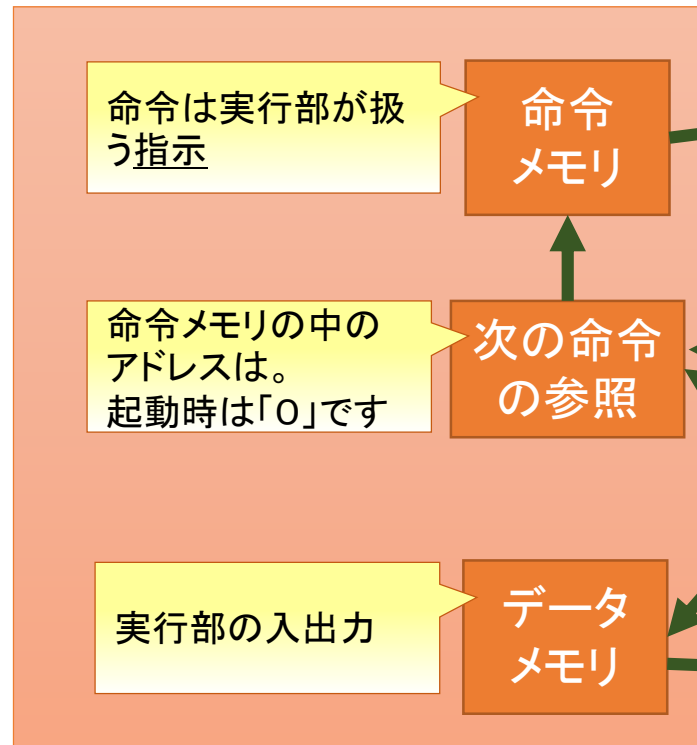 命令は実行部が扱
う指示
命令
メモリ
命令メモリの中の
アドレスは。
起動時は「０」です
次の命令
の参照
実行部の入出力
データ
メモリ